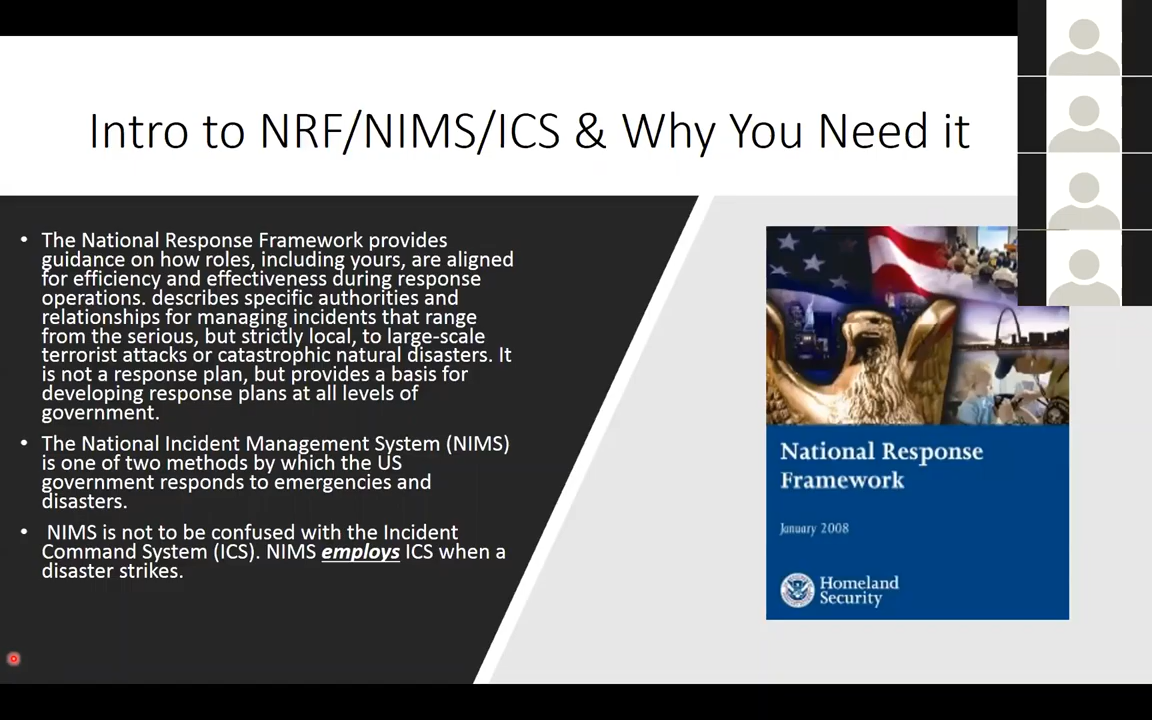 Intro to NRF/NIMS/ICS & Why You Need it
• The National Response Framework provides
guidance on how roles, including yours, are aligned
for efficiency and effectiveness during response
operations. describes specific authorities and
relationships for managing incidents that range
from the serious, but strictly local, to large-scale
terrorist attacks or catastrophic natural disasters. It
is not a response plan, but provides a basis for
developing response plans at all levels of
government.
• The National Incident Management System (NIMS)
is one of two methods by which the US
government responds to emergencies and
disasters.
• NIMS is not to be confused with the Incident
Command System (ICS). NIMS employs ICS when a
disaster strikes.
National Response
Framework
January 2008
Homeland
Security